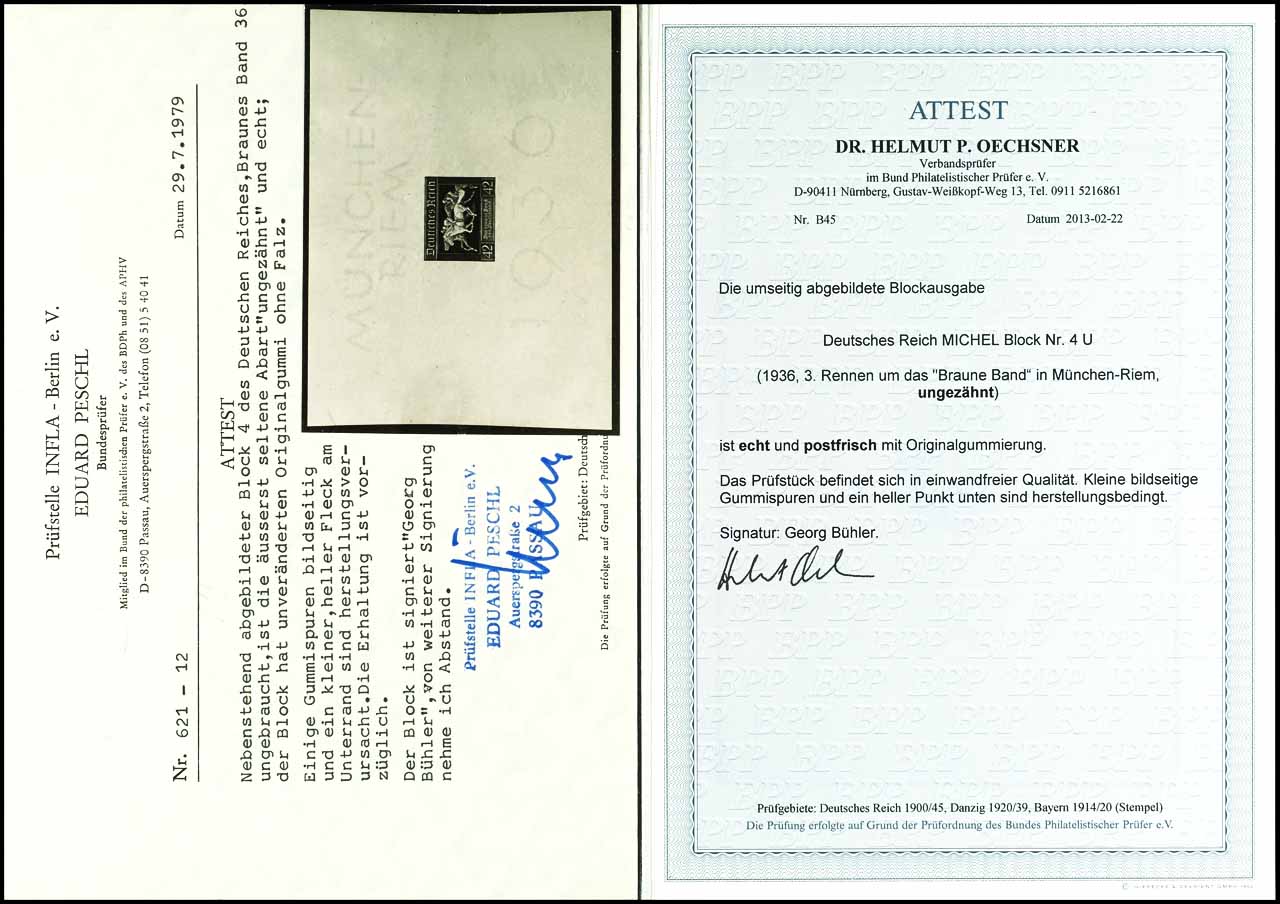 Prüfstelle INFLA - Berlin e. V.
EDUARD PESCHL
Bundesprüfer
Mitglied im Bund der philatelistischen Prüfer e. V. des BDPh und des APHV
D-8390 Passau, Auerspergstraße 2, Telefon (08 51) 5 40 41
Nr. 621 - 12
Datum 29.7.1979
ATTEST
Nebenstehend abgebildeter Block 4 des Deutschen Reiches,Braunes Band 36
ungebraucht,ist die äusserst seltene Abart"ungezähnt" und echt;
der Block hat unveränderten Originalgummi ohne Falz.
Einige Gummispuren bildseitig
und ein kleiner,heller Fleck am
Unterrand sind herstellungsver-
ursacht.Die Erhaltung ist vor-
züglich.
Der Block ist signiert"Georg
Bühler",von weiterer Signierung
nehme ich Abstand.
Prüfstelle INFLA - Berlin e.V.
EDUARD PESCHL
Auerspergstraße 2
8390 PASSAU
Prüfgebiet: Deutsch
Die Prüfung erfolgte auf Grund der Prüfordnu
MÜNCHEN-
RIEM
1936
Deutsches Reich
42
42
ATTEST
DR. HELMUT P. OECHSNER
Verbandsprüfer
im Bund Philatelistischer Prüfer e. V.
D-90411 Nürnberg, Gustav-Weißkopf-Weg 13, Tel. 0911 5216861
Nr. B45
Datum 2013-02-22
Die umseitig abgebildete Blockausgabe
Deutsches Reich MICHEL Block Nr. 4 U
(1936, 3. Rennen um das "Braune Band“ in München-Riem,
ungezähnt)
ist echt und postfrisch mit Originalgummierung.
Das Prüfstück befindet sich in einwandfreier Qualität. Kleine bildseitige
Gummispuren und ein heller Punkt unten sind herstellungsbedingt.
Signatur: Georg Bühler.
Prüfgebiete: Deutsches Reich 1900/45, Danzig 1920/39, Bayern 1914/20 (Stempel)
Die Prüfung erfolgte auf Grund der Prüfordnung des Bundes Philatelistischer Prüfer e.V.